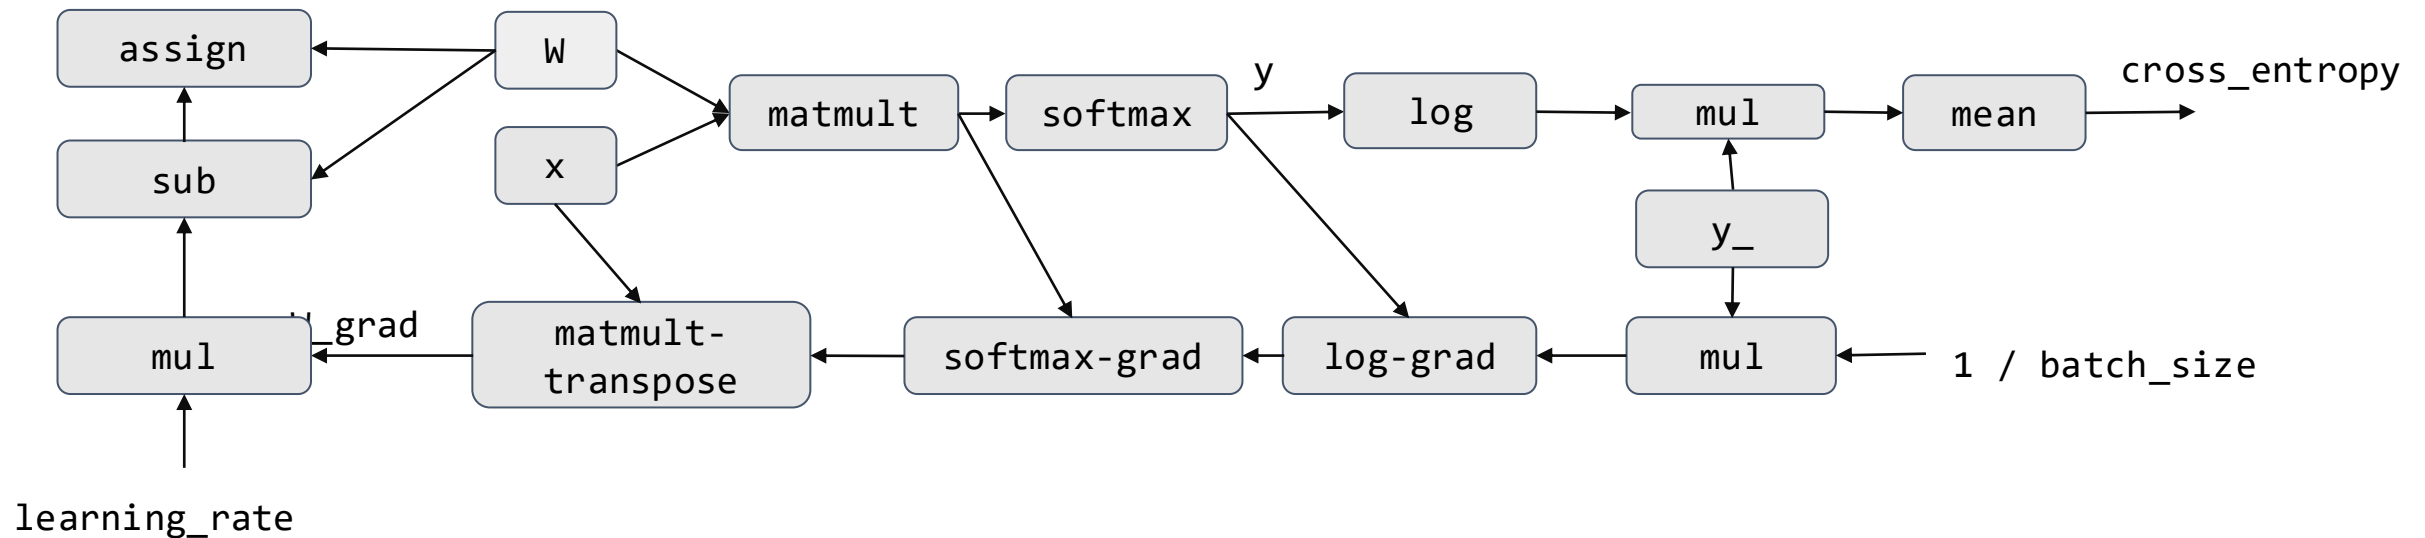 assign
W
y
cross_entropy
matmult
softmax
log
mul
mean
x
sub
y_
_grad
mul
matmult-
transpose
softmax-grad
log-grad
mul
1 / batch_size
learning_rate